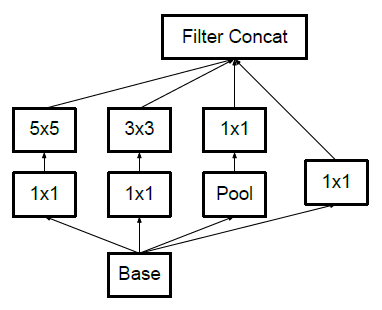 Filter Concat
5x5
3x3
1x1
1x1
1x1
Pool
1x1
Base